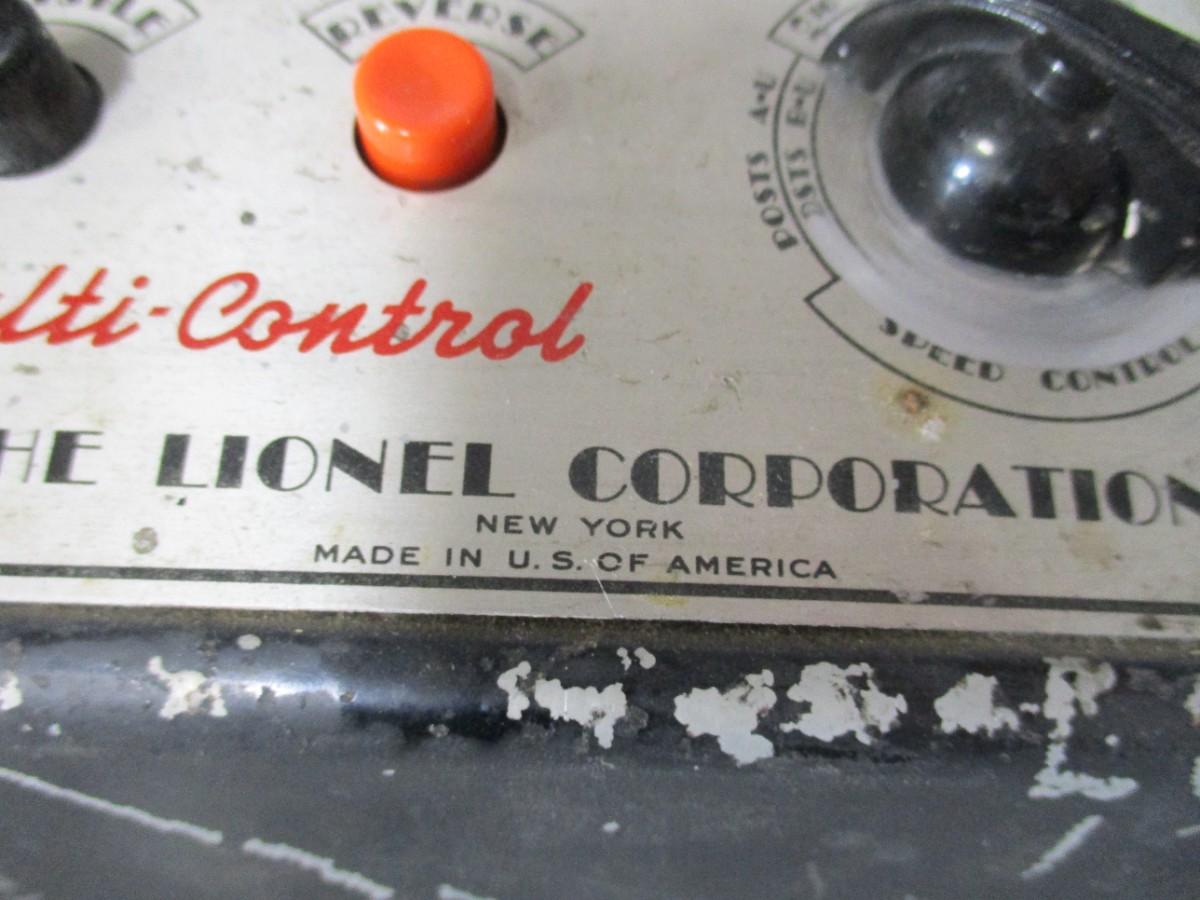 REVERSE
POSTS A-U
POSTS B-U
SPEED CONTROL
lti-Control
HE LIONEL CORPORATION
NEW YORK
MADE IN U.S. OF AMERICA